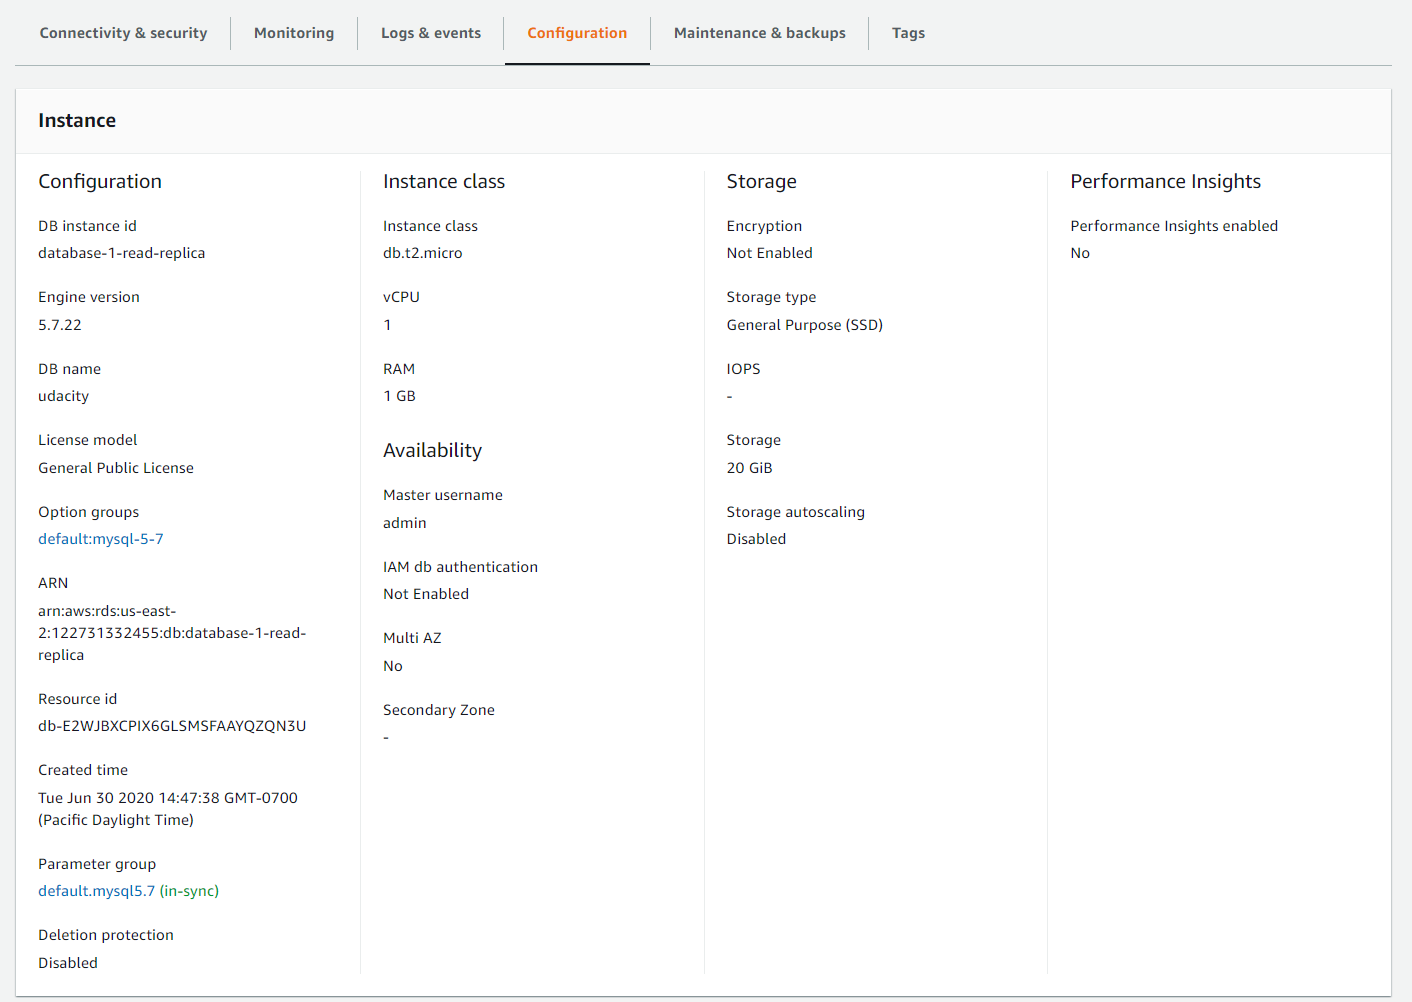 Connectivity & security
Monitoring
Logs & events
Configuration
Maintenance & backups
Tags
Instance
Configuration
DB instance id
database-1-read-replica
Engine version
5.7.22
DB name
udacity
License model
General Public License
Option groups
default:mysql-5-7
ARN
arn:aws:rds:us-east-
2:122731332455:db:database-1-read-
replica
Resource id
db-E2WJBXCPIX6GLSMSFAAYQZQN3U
Created time
Tue Jun 30 2020 14:47:38 GMT-0700
(Pacific Daylight Time)
Parameter group
default.mysql5.7 (in-sync)
Deletion protection
Disabled
Instance class
Instance class
db.t2.micro
vCPU
1
RAM
1 GB
Availability
Master username
admin
IAM db authentication
Not Enabled
Multi AZ
No
Secondary Zone
-
Storage
Encryption
Not Enabled
Storage type
General Purpose (SSD)
IOPS
-
Storage
20 GiB
Storage autoscaling
Disabled
Performance Insights
Performance Insights enabled
No